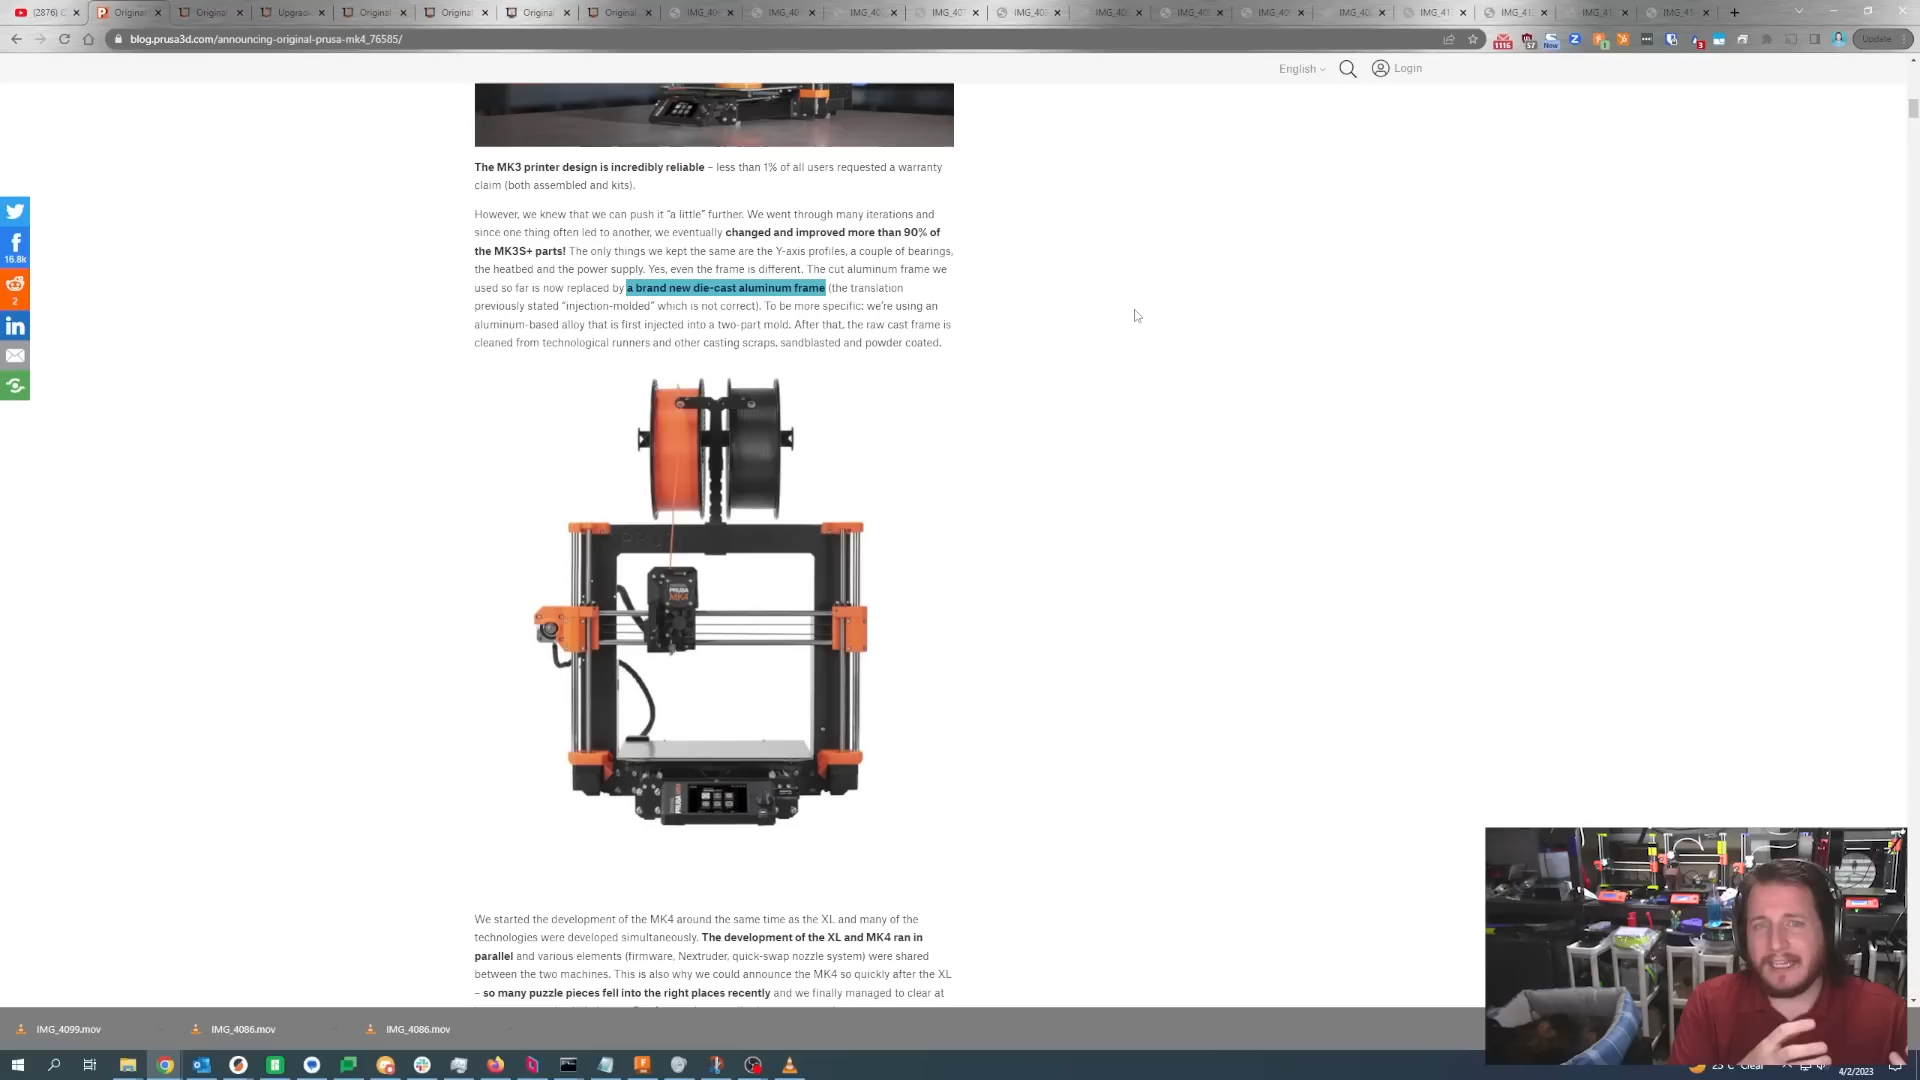 (2876) C
Original
Original
Upgrad
Original
Original
Original
Original
IMG_40
IMG_40
IMG_40
IMG_40
IMG_40
IMG_40
IMG_41
IMG_41
IMG_41
IMG_41
blog.prusa3d.com/announcing-original-prusa-mk4_76585/
1116
57
New
1
3
Update
English
Login
The MK3 printer design is incredibly reliable – less than 1% of all users requested a warranty
claim (both assembled and kits).
However, we knew that we can push it "a little" further. We went through many iterations and
since one thing often led to another, we eventually changed and improved more than 90% of
the MK3S+ parts! The only things we kept the same are the Y-axis profiles, a couple of bearings,
the heatbed and the power supply. Yes, even the frame is different. The cut aluminum frame we
used so far is now replaced by a brand new die-cast aluminum frame (the translation
previously stated "injection-molded" which is not correct). To be more specific: we're using an
aluminum-based alloy that is first injected into a two-part mold. After that, the raw cast frame is
cleaned from technological runners and other casting scraps, sandblasted and powder coated.
16.8k
2
PRUSA
MK4
We started the development of the MK4 around the same time as the XL and many of the
technologies were developed simultaneously. The development of the XL and MK4 ran in
parallel and various elements (firmware, Nextruder, quick-swap nozzle system) were shared
between the two machines. This is also why we could announce the MK4 so quickly after the XL
– so many puzzle pieces fell into the right places recently and we finally managed to clear at
IMG_4099.mov
IMG_4086.mov
IMG_4086.mov
25°C Clear
4/2/2023